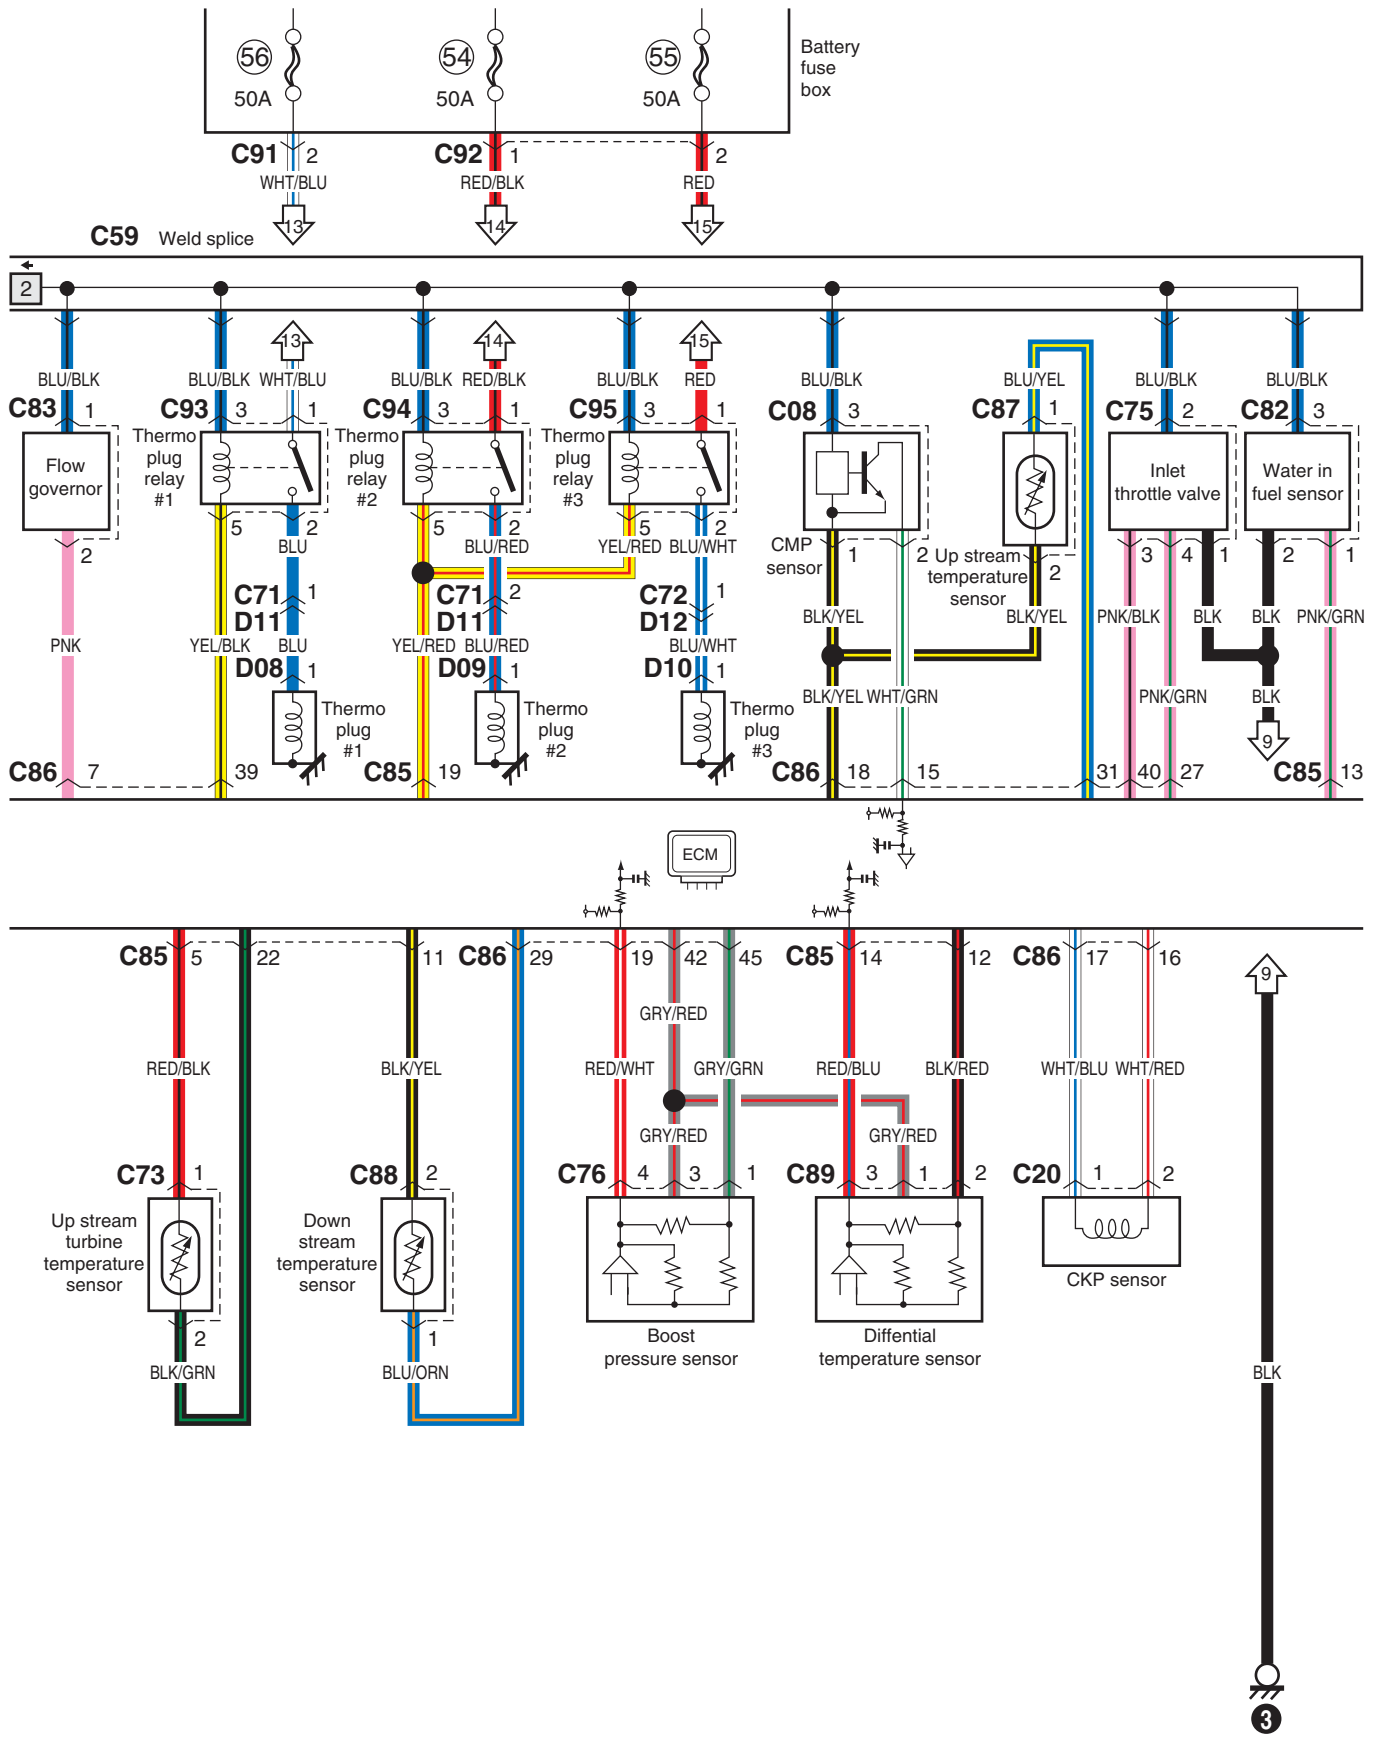 56 54 55 Battery
fuse
box
50A 50A 50A
C91 2 C92 1 2
WHT/BLU RED/BLK RED
13 14 15
C59 Weld splice
2
13 14 15
BLU/BLK BLU/BLK WHT/BLU BLU/BLK RED/BLK BLU/BLK RED BLU/BLK BLU/YEL BLU/BLK BLU/BLK
C83 1 C93 3 1 C94 3 1 C95 3 1 C08 3 C87 1 C75 2 C82 3
Flow
governor
Thermo
plug
relay
#1
Thermo
plug
relay
#2
Thermo
plug
relay
#3
Inlet
throttle valve
Water in
fuel sensor
2 5 2 5 2 5 2 CMP
sensor
1 2 Up stream
temperature
sensor
2 3 4 1 2 1
BLU BLU/RED YEL/RED BLU/WHT
C71 1 C71 2 C72 1
D11 D11 D12
BLK/YEL BLK/YEL PNK/BLK BLK BLK PNK/GRN
PNK YEL/BLK BLU YEL/RED BLU/RED BLU/WHT
D08 1 D09 1 D10 1
BLK/YEL WHT/GRN PNK/GRN BLK
Thermo
plug
#1
Thermo
plug
#2
Thermo
plug
#3
9
C86 7 39 C85 19 C86 18 15 31 40 27 C85 13
ECM
C85 5 22 11 C86 29 19 42 45 C85 14 12 C86 17 16
9
GRY/RED
RED/BLK BLK/YEL RED/WHT GRY/GRN RED/BLU BLK/RED WHT/BLU WHT/RED
GRY/RED GRY/RED
C73 1 C88 2 C76 4 3 1 C89 3 1 2 C20 1 2
Up stream
turbine
temperature
sensor
Down
stream
temperature
sensor
CKP sensor
2 1
Boost
pressure sensor
Diffential
temperature sensor
BLK/GRN BLU/ORN BLK
3